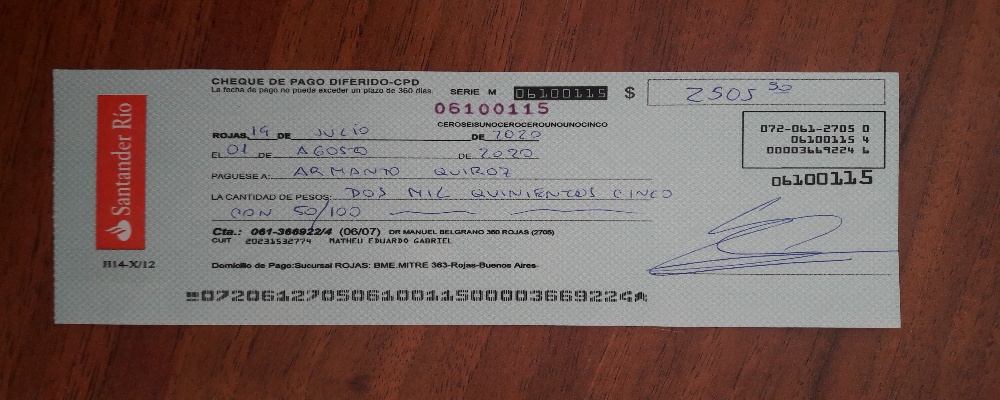 CHEQUE DE PAGO DIFERIDO-CPD
La fecha de pago no puede exceder un plazo de 360 dias.
SERIE M 06100115 $ 2505 50
06100115
CEROSEISUNOCEROCEROUNOUNOCINCO
ROJAS, 19 DE JULIO DE 2020
EL 01 DE AGOSTO DE 2020
PAGUESE A: ARMANDO QUIROZ
LA CANTIDAD DE PESOS: DOS MIL QUINIENTOS CINCO
CON 50/100
Cta.: 061-366922/4 (06/07) DR MANUEL BELGRANO 360 ROJAS (2705)
CUIT 20231532774 MATHEU EDUARDO GABRIEL
Domicilio de Pago:Sucursal ROJAS: BME.MITRE 363-Rojas-Buenos Aires-
072-061-2705 0
06100115 4
00003669224 6
06100115
Santander Río
H14-X/12
07206127050610011500003669224